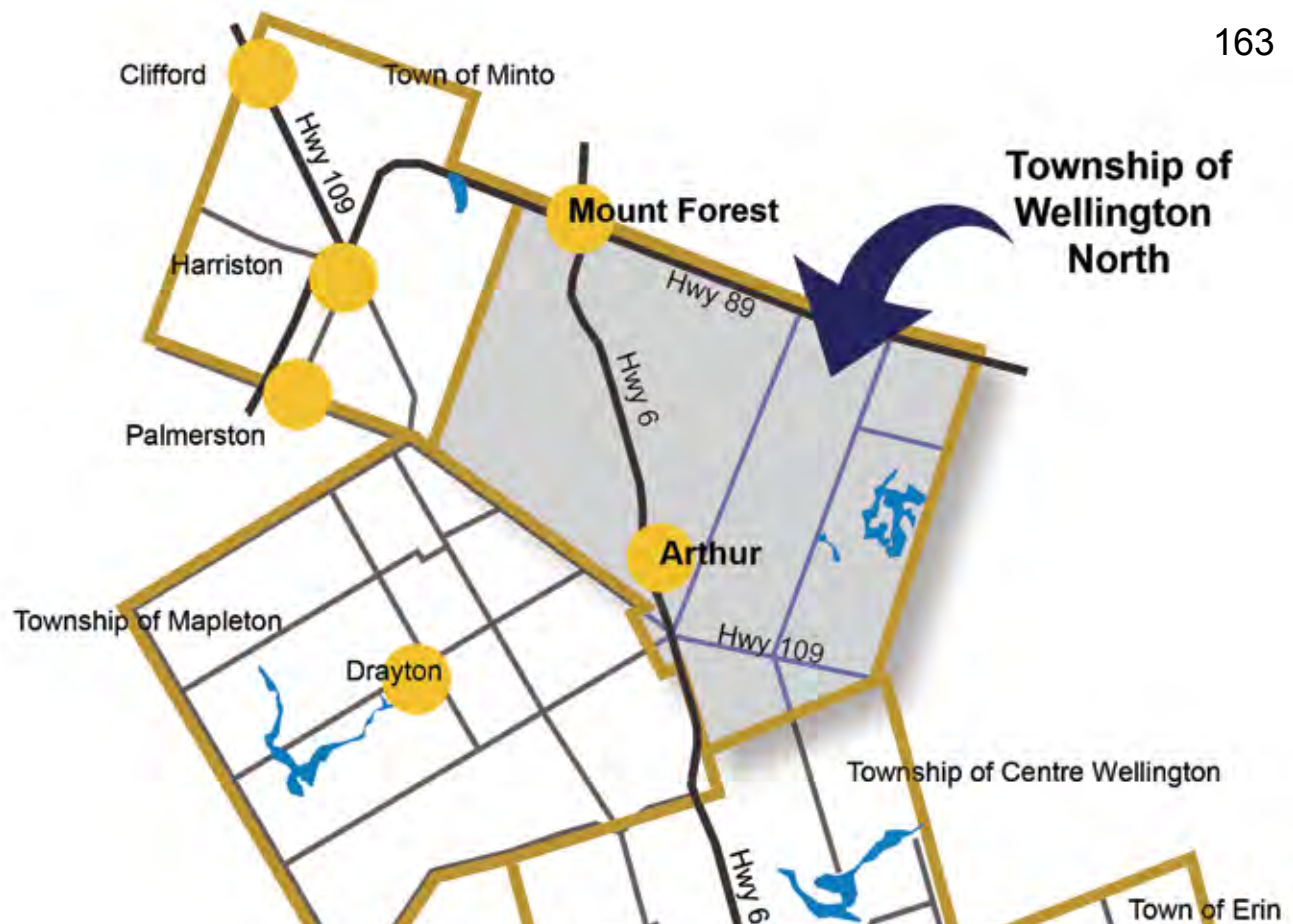 163
Clifford
Town of Minto
Hwy 109
Township of
Wellington
North
Mount Forest
Harriston
Hwy 89
Hwy 6
Palmerston
Arthur
Township of Mapleton
Hwy 109
Drayton
Township of Centre Wellington
Hwy 6
Town of Erin